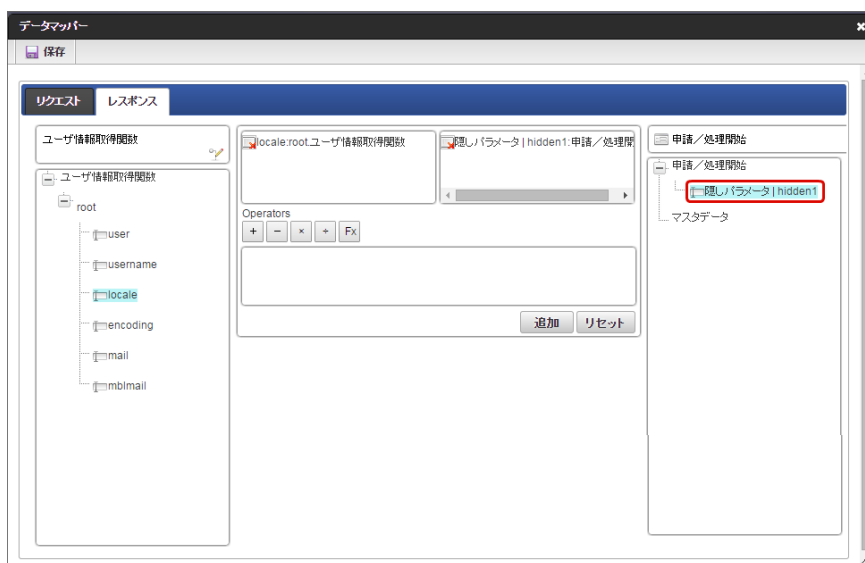 データマッパー
保存
リクエスト レスポンス
ユーザ情報取得関数
ユーザ情報取得関数
root
user
username
locale
encoding
mail
mblmail
locale:root.ユーザ情報取得関数
隠しパラメータ | hidden1:申請／処理開
Operators
+ − × ÷ Fx
追加 リセット
申請／処理開始
申請／処理開始
隠しパラメータ | hidden1
マスタデータ